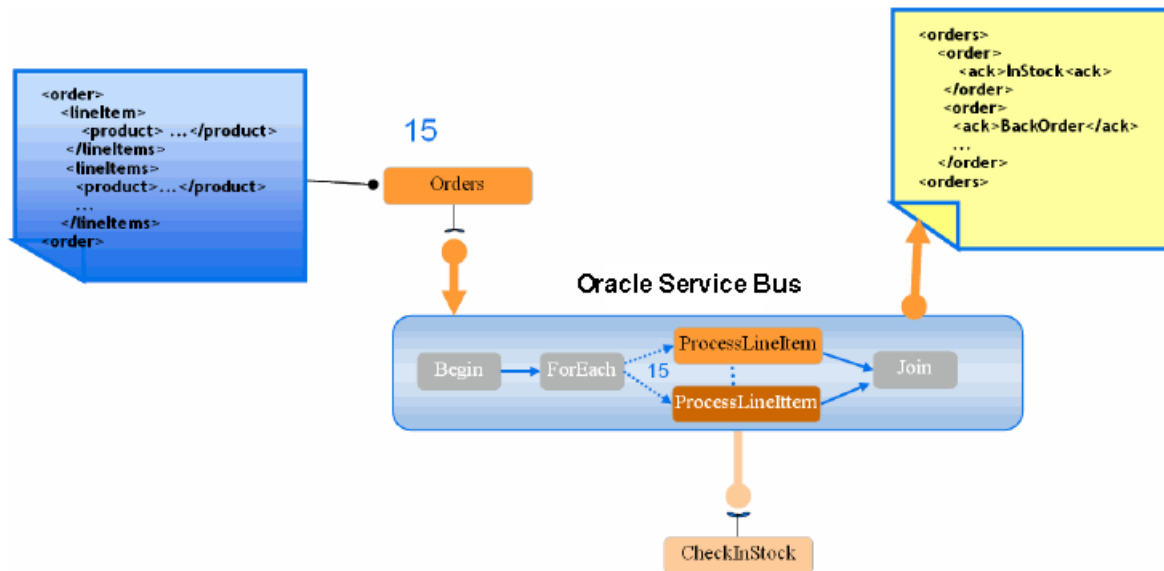 <order>
<lineItem>
<product> ...</product>
</lineItems>
<lineItems>
<product>...</product>
...
</lineItems>
<order>
15
Orders
<orders>
<order>
<ack>InStock<ack>
</order>
<order>
<ack>BackOrder</ack>
...
</order>
<orders>
Oracle Service Bus
Begin
ForEach
15
ProcessLineItem
ProcessLineIttem
Join
CheckInStock